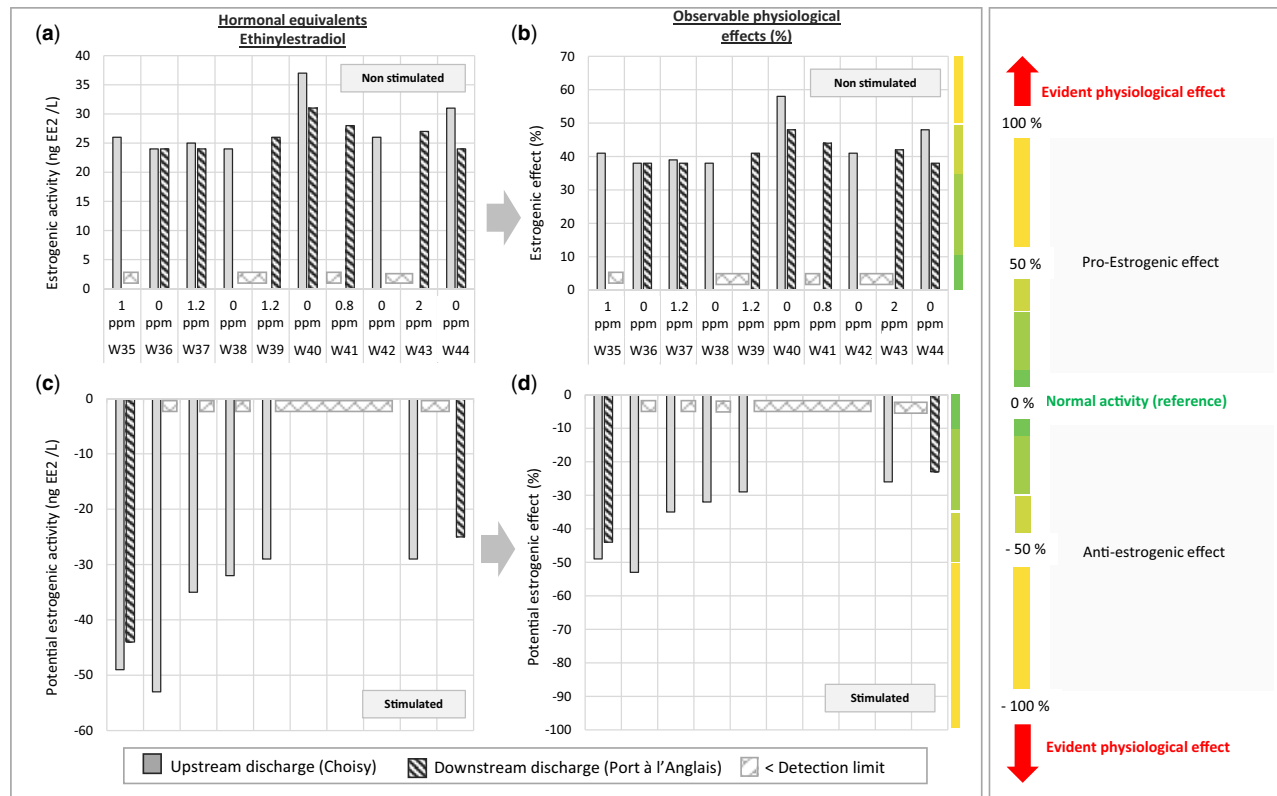 (a)
Hormonal equivalents
Ethinylestradiol
Estrogenic activity (ng EE2 /L)
40
35
30
25
20
15
10
5
0
Non stimulated
1 0 1.2 0 1.2 0 0.8 0 2 0
ppm ppm ppm ppm ppm ppm ppm ppm ppm ppm
W35 W36 W37 W38 W39 W40 W41 W42 W43 W44
(b)
Observable physiological
effects (%)
Estrogenic effect (%)
70
60
50
40
30
20
10
0
Non stimulated
1 0 1.2 0 1.2 0 0.8 0 2 0
ppm ppm ppm ppm ppm ppm ppm ppm ppm ppm
W35 W36 W37 W38 W39 W40 W41 W42 W43 W44
(c)
Potential estrogenic activity (ng EE2 /L)
0
-10
-20
-30
-40
-50
-60
Stimulated
(d)
Potential estrogenic effect (%)
0
-10
-20
-30
-40
-50
-60
-70
-80
-90
-100
Stimulated
Upstream discharge (Choisy)
Downstream discharge (Port à l'Anglais)
< Detection limit
Evident physiological effect
100 %
50 %
Pro-Estrogenic effect
0 %
Normal activity (reference)
- 50 %
Anti-estrogenic effect
- 100 %
Evident physiological effect